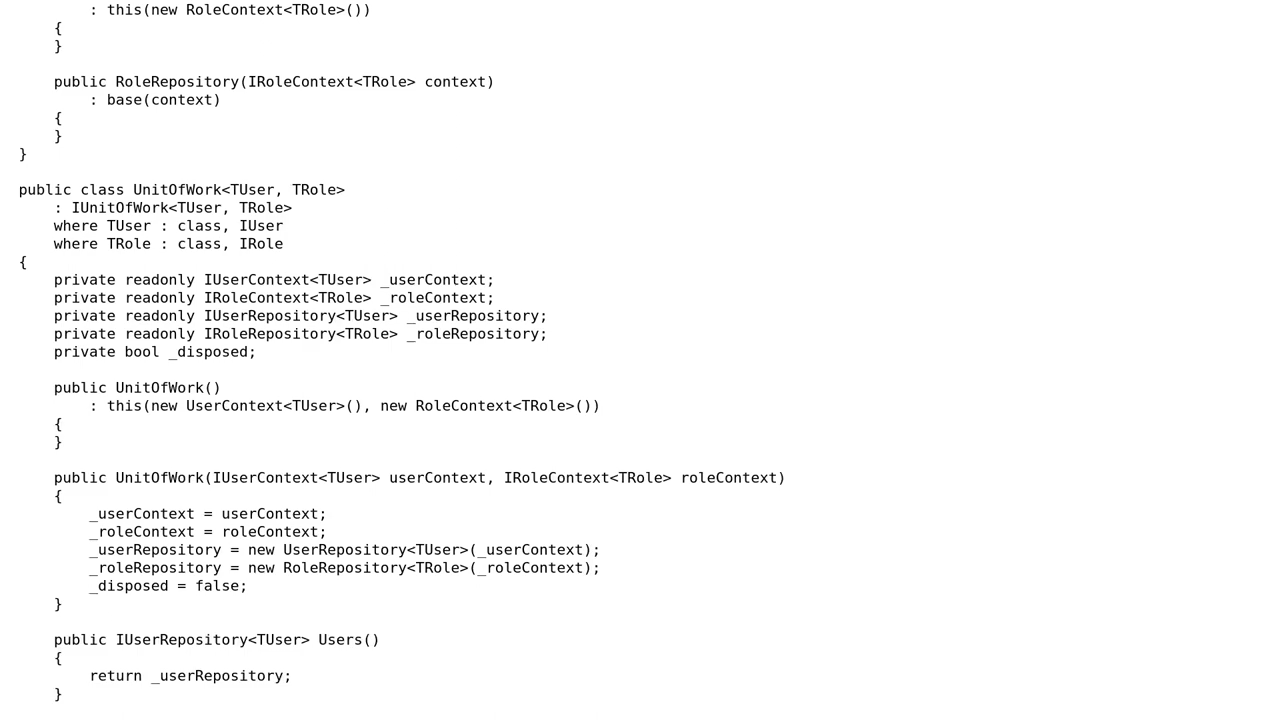 : this(new RoleContext<TRole>())
    {
    }

    public RoleRepository(IRoleContext<TRole> context)
        : base(context)
    {
    }
}

public class UnitOfWork<TUser, TRole>
    : IUnitOfWork<TUser, TRole>
    where TUser : class, IUser
    where TRole : class, IRole
{
    private readonly IUserContext<TUser> _userContext;
    private readonly IRoleContext<TRole> _roleContext;
    private readonly IUserRepository<TUser> _userRepository;
    private readonly IRoleRepository<TRole> _roleRepository;
    private bool _disposed;

    public UnitOfWork()
        : this(new UserContext<TUser>(), new RoleContext<TRole>())
    {
    }

    public UnitOfWork(IUserContext<TUser> userContext, IRoleContext<TRole> roleContext)
    {
        _userContext = userContext;
        _roleContext = roleContext;
        _userRepository = new UserRepository<TUser>(_userContext);
        _roleRepository = new RoleRepository<TRole>(_roleContext);
        _disposed = false;
    }

    public IUserRepository<TUser> Users()
    {
        return _userRepository;
    }